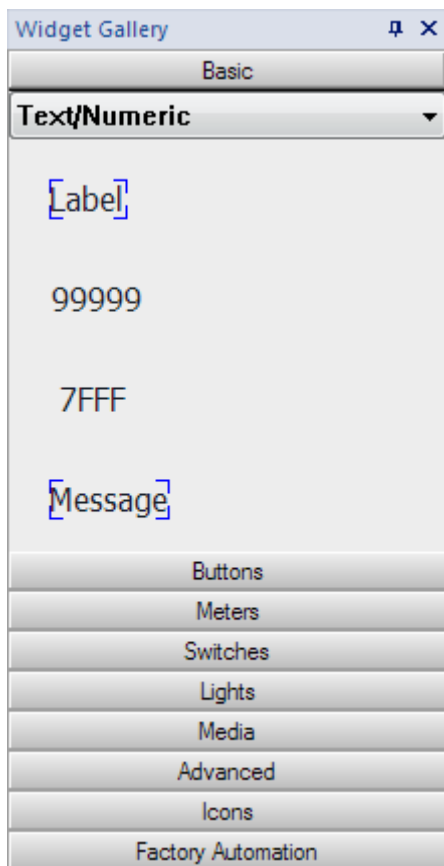 Widget Gallery
Basic
Text/Numeric
Label
99999
7FFF
Message
Buttons
Meters
Switches
Lights
Media
Advanced
Icons
Factory Automation